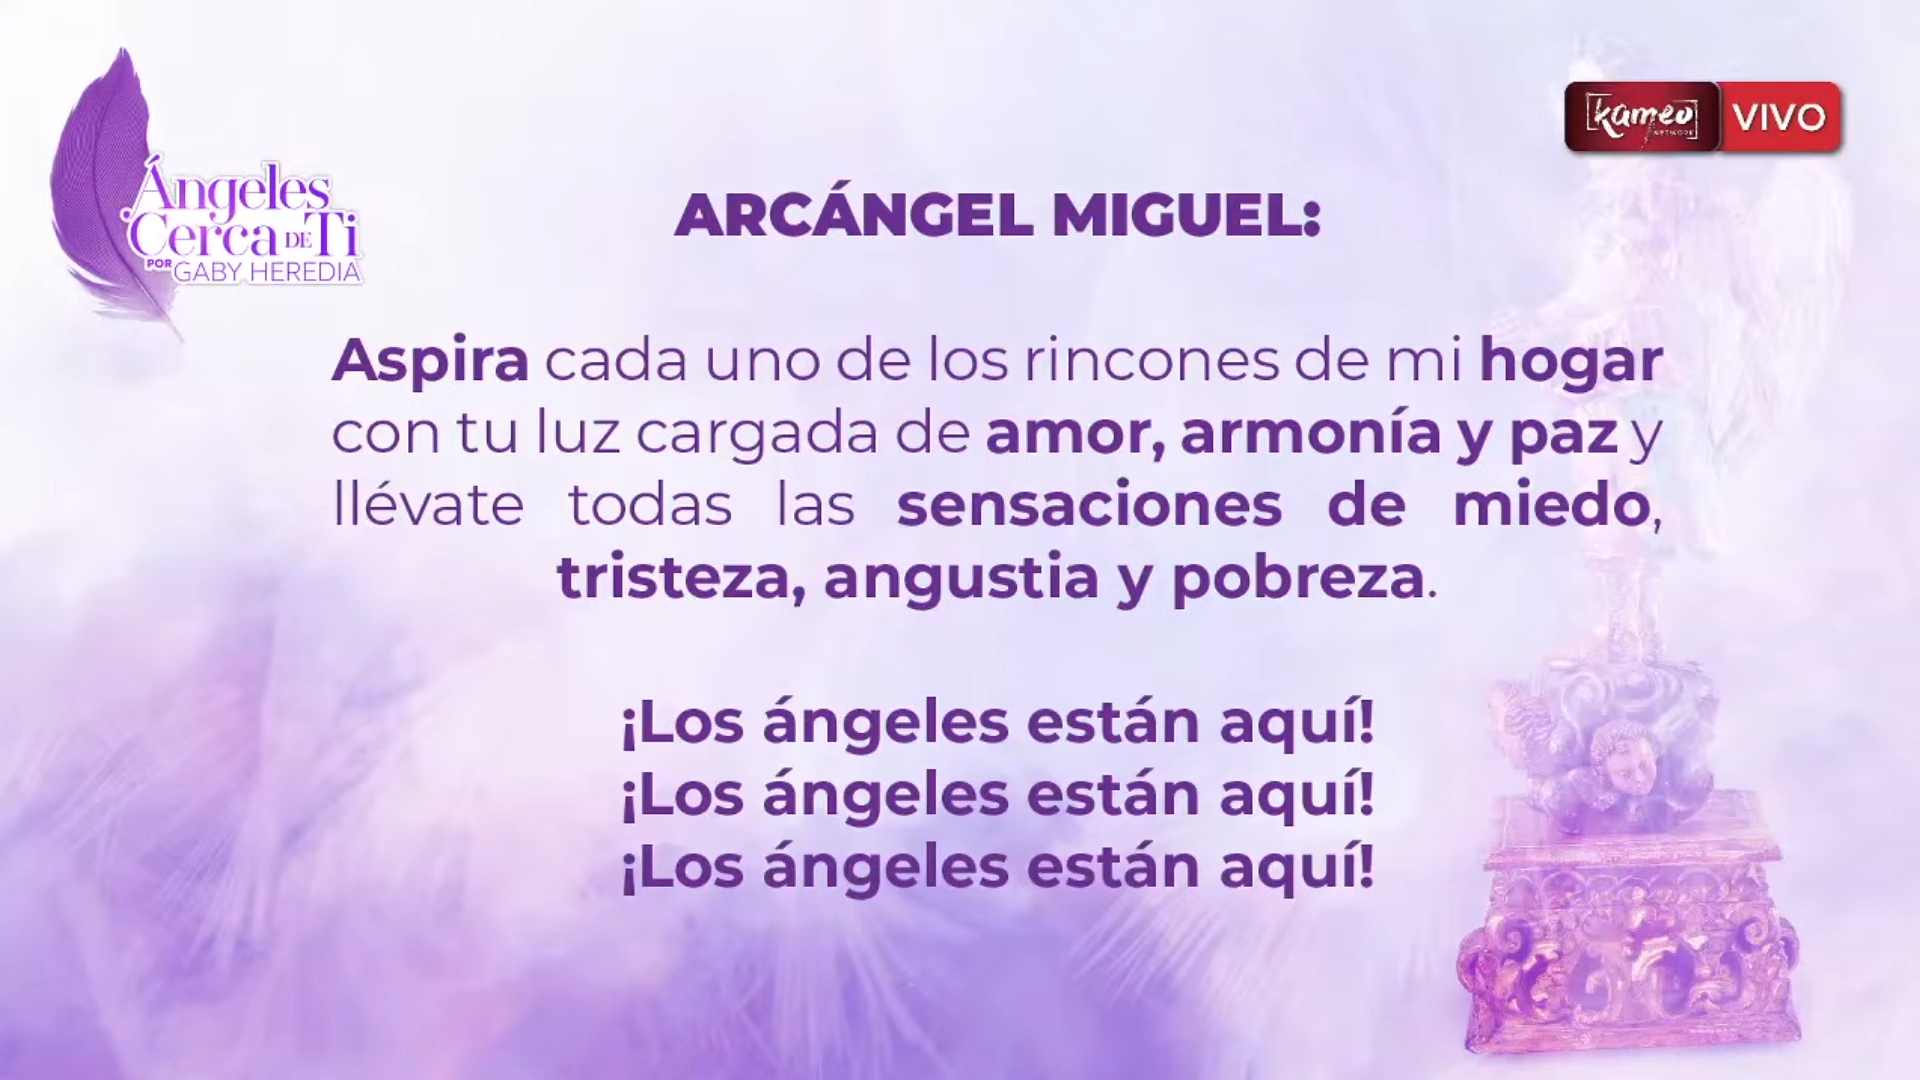 Ángeles
Cerca DE Ti
POR GABY HEREDIA
kameo
NETWORK
VIVO
ARCÁNGEL MIGUEL:
Aspira cada uno de los rincones de mi hogar
con tu luz cargada de amor, armonía y paz y
llévate todas las sensaciones de miedo,
tristeza, angustia y pobreza.
¡Los ángeles están aquí!
¡Los ángeles están aquí!
¡Los ángeles están aquí!